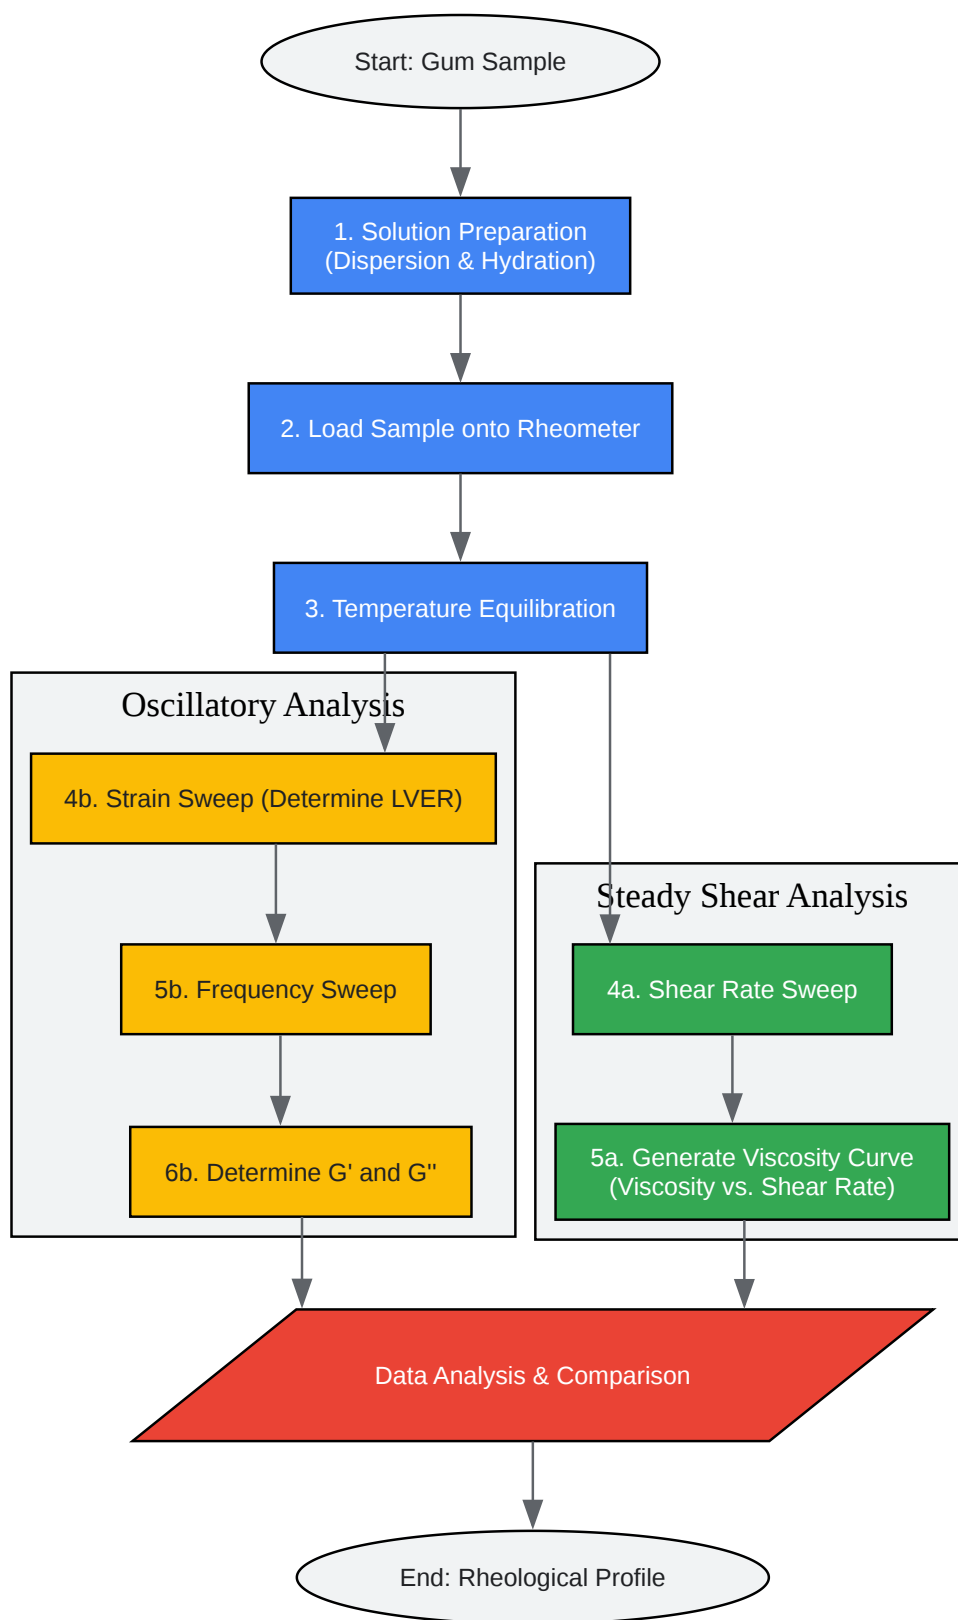 Start: Gum Sample
1. Solution Preparation
(Dispersion & Hydration)
2. Load Sample onto Rheometer
3. Temperature Equilibration
Oscillatory Analysis
4b. Strain Sweep (Determine LVER)
5b. Frequency Sweep
6b. Determine G' and G''
Steady Shear Analysis
4a. Shear Rate Sweep
5a. Generate Viscosity Curve
(Viscosity vs. Shear Rate)
Data Analysis & Comparison
End: Rheological Profile